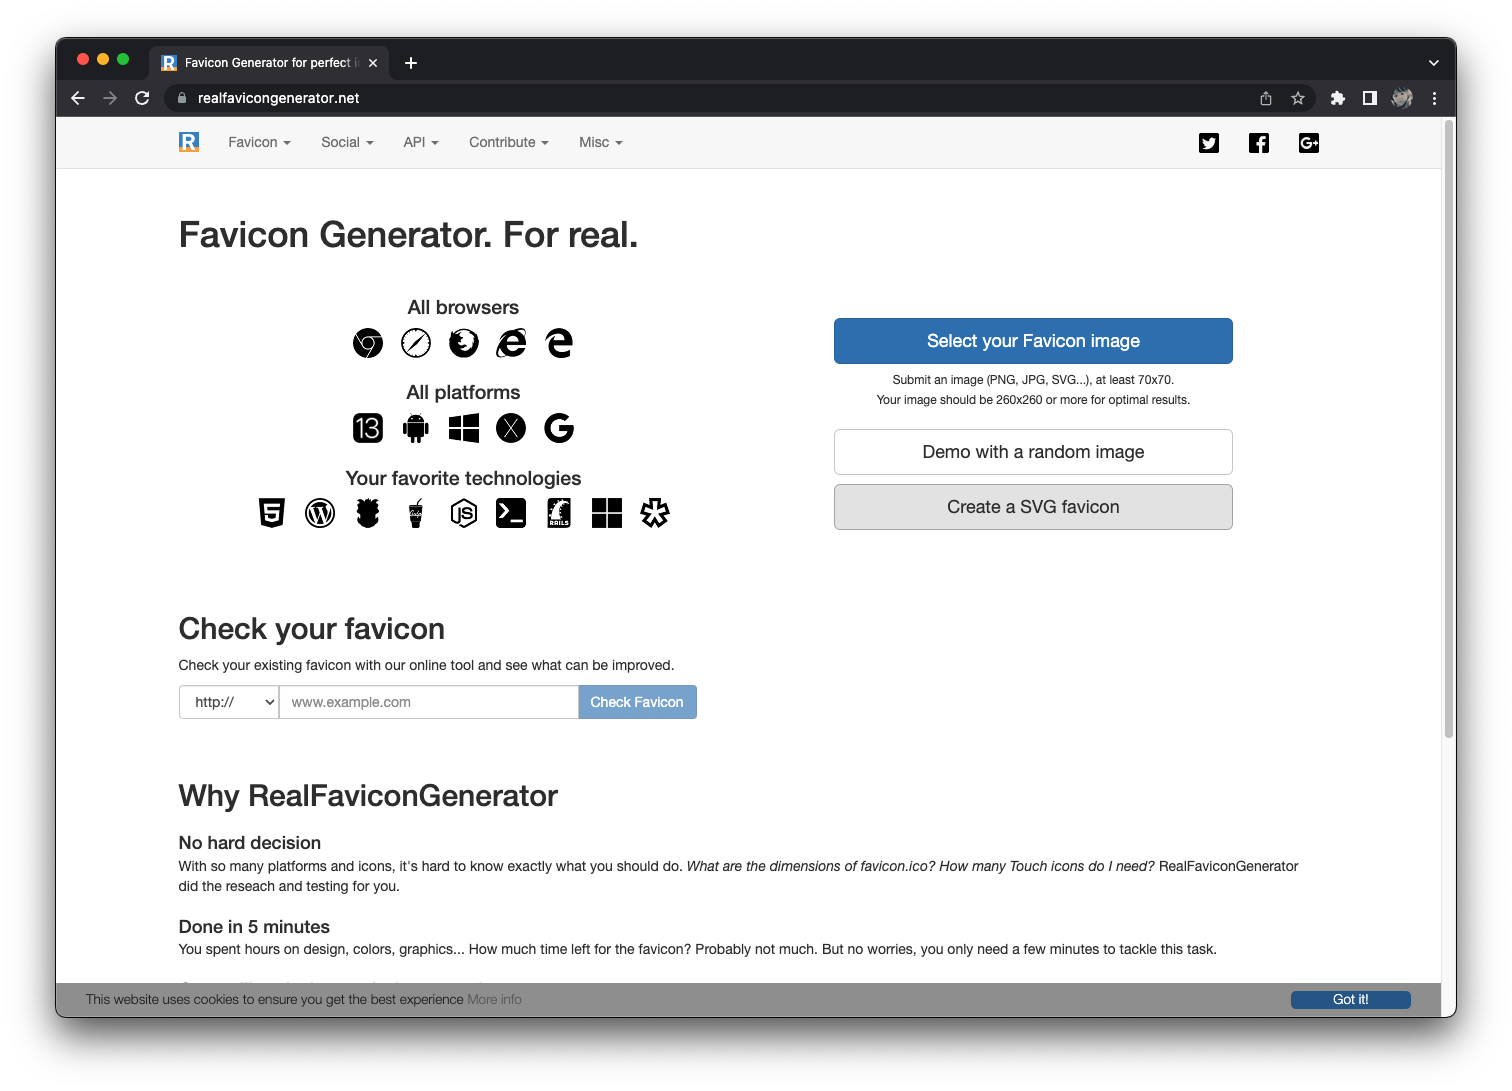 Favicon Generator for perfect i
realfavicongenerator.net
R
Favicon
Social
API
Contribute
Misc
G+
Favicon Generator. For real.
All browsers
All platforms
13
X
G
Your favorite technologies
5
W
JS
RAILS
Select your Favicon image
Submit an image (PNG, JPG, SVG...), at least 70x70.
Your image should be 260x260 or more for optimal results.
Demo with a random image
Create a SVG favicon
Check your favicon
Check your existing favicon with our online tool and see what can be improved.
http://
www.example.com
Check Favicon
Why RealFaviconGenerator
No hard decision
With so many platforms and icons, it's hard to know exactly what you should do. What are the dimensions of favicon.ico? How many Touch icons do I need? RealFaviconGenerator
did the reseach and testing for you.
Done in 5 minutes
You spent hours on design, colors, graphics... How much time left for the favicon? Probably not much. But no worries, you only need a few minutes to tackle this task.
This website uses cookies to ensure you get the best experience More info
Got it!